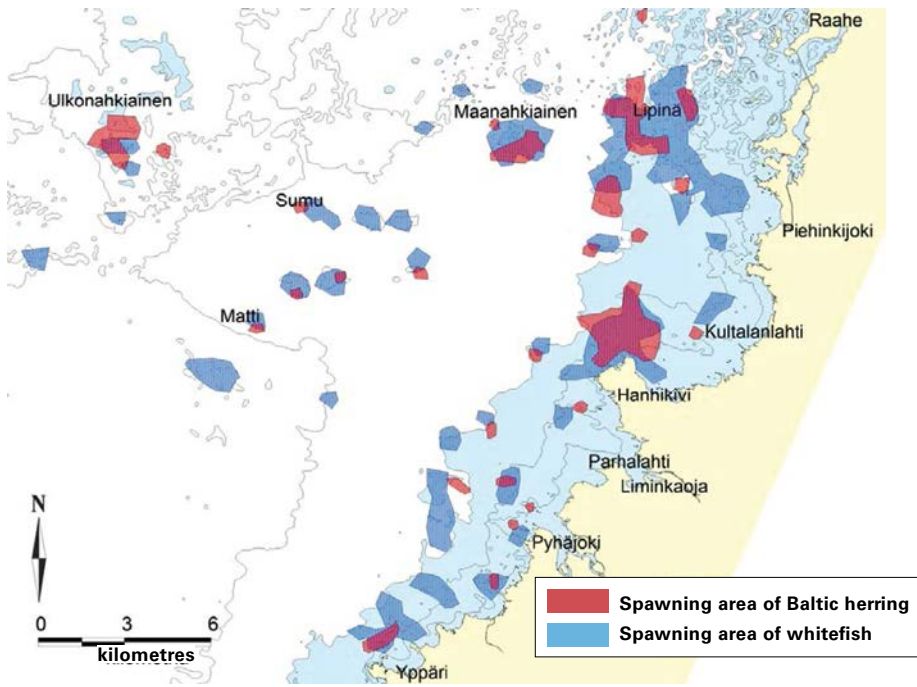 Raahe
Ulkonahkiainen
Maanahkiainen
Lipinä
Sumu
Piehinkijoki
Matti
Kultalanlahti
Hanhikivi
Parhalahti
Liminkaoja
N
Pyhäjoki
0 3 6
kilometres
Yppäri
Spawning area of Baltic herring
Spawning area of whitefish